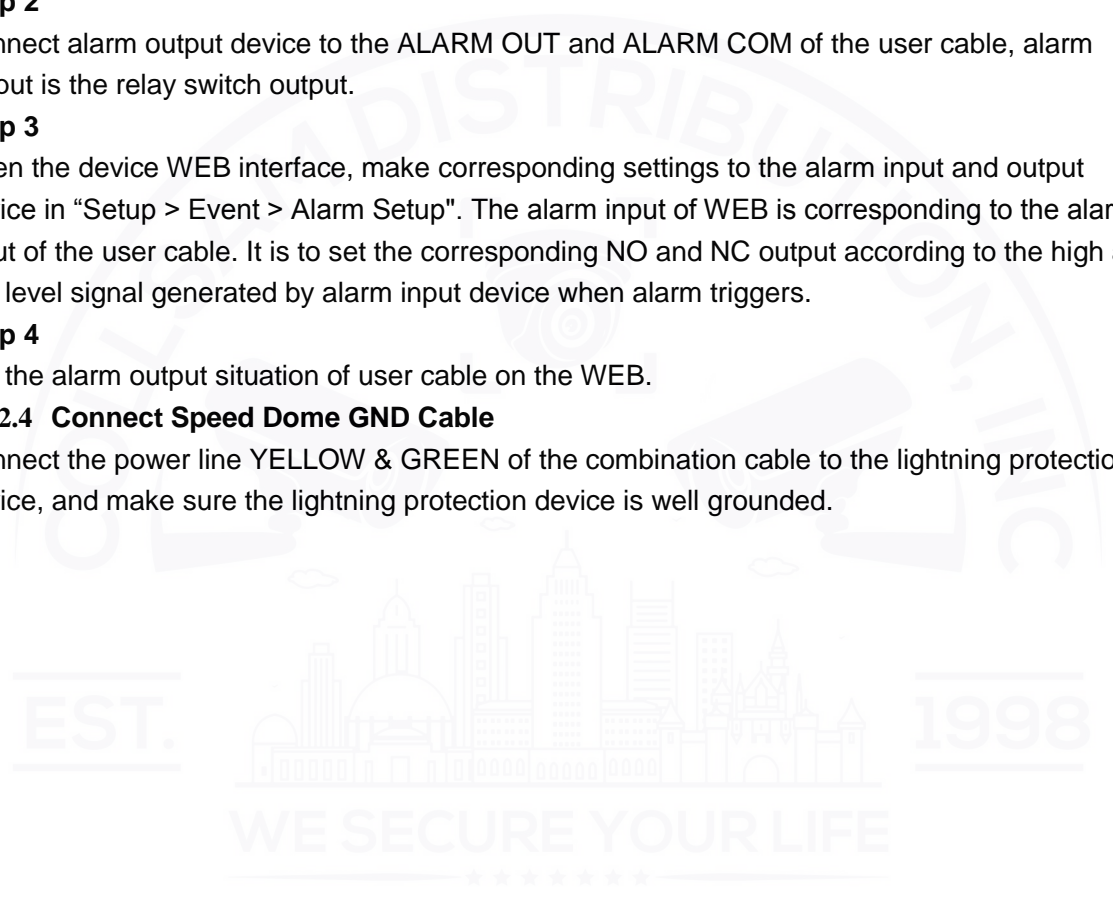 p 2
nnect alarm output device to the ALARM OUT and ALARM COM of the user cable, alarm
out is the relay switch output.
p 3
en the device WEB interface, make corresponding settings to the alarm input and output
ice in “Setup > Event > Alarm Setup". The alarm input of WEB is corresponding to the alar
ut of the user cable. It is to set the corresponding NO and NC output according to the high
level signal generated by alarm input device when alarm triggers.
p 4
the alarm output situation of user cable on the WEB.
2.4 Connect Speed Dome GND Cable
nnect the power line YELLOW & GREEN of the combination cable to the lightning protectio
ice, and make sure the lightning protection device is well grounded.
DISTRIBUTION, INC
EST. 1998
WE SECURE YOUR LIFE